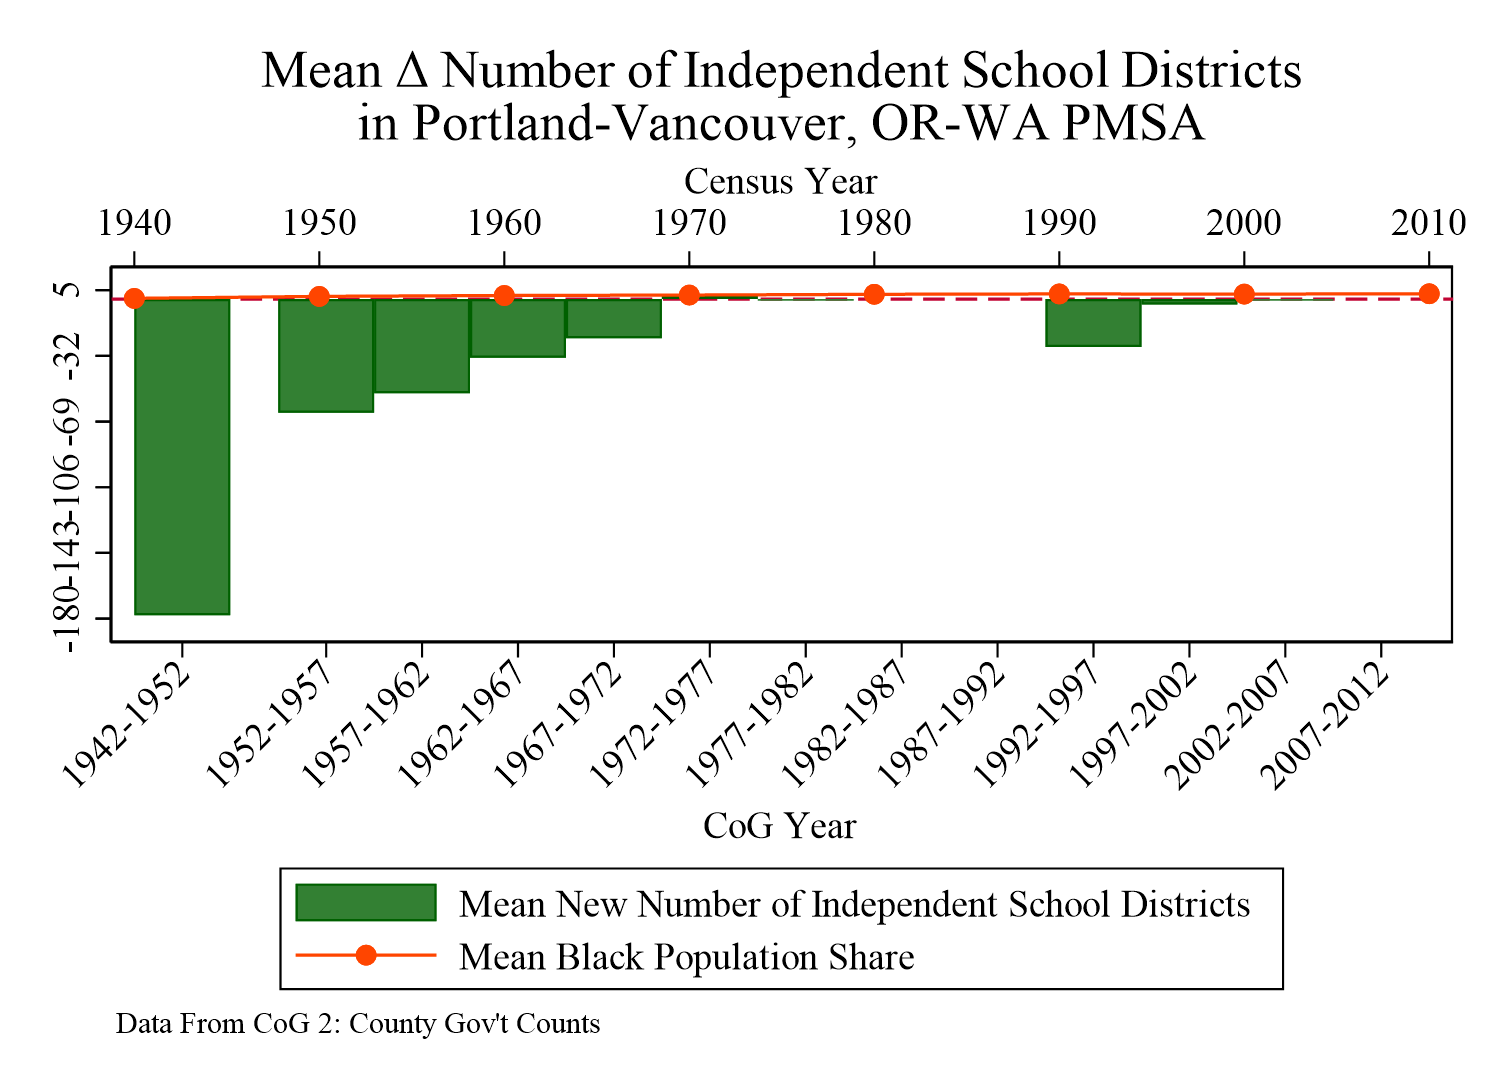 Mean Δ Number of Independent School Districts
in Portland-Vancouver, OR-WA PMSA
Census Year
1940 1950 1960 1970 1980 1990 2000 2010
5
-32
-69
-106
-143
-180
1942-1952 1952-1957 1957-1962 1962-1967 1967-1972 1972-1977 1977-1982 1982-1987 1987-1992 1992-1997 1997-2002 2002-2007 2007-2012
CoG Year
Mean New Number of Independent School Districts
Mean Black Population Share
Data From CoG 2: County Gov't Counts